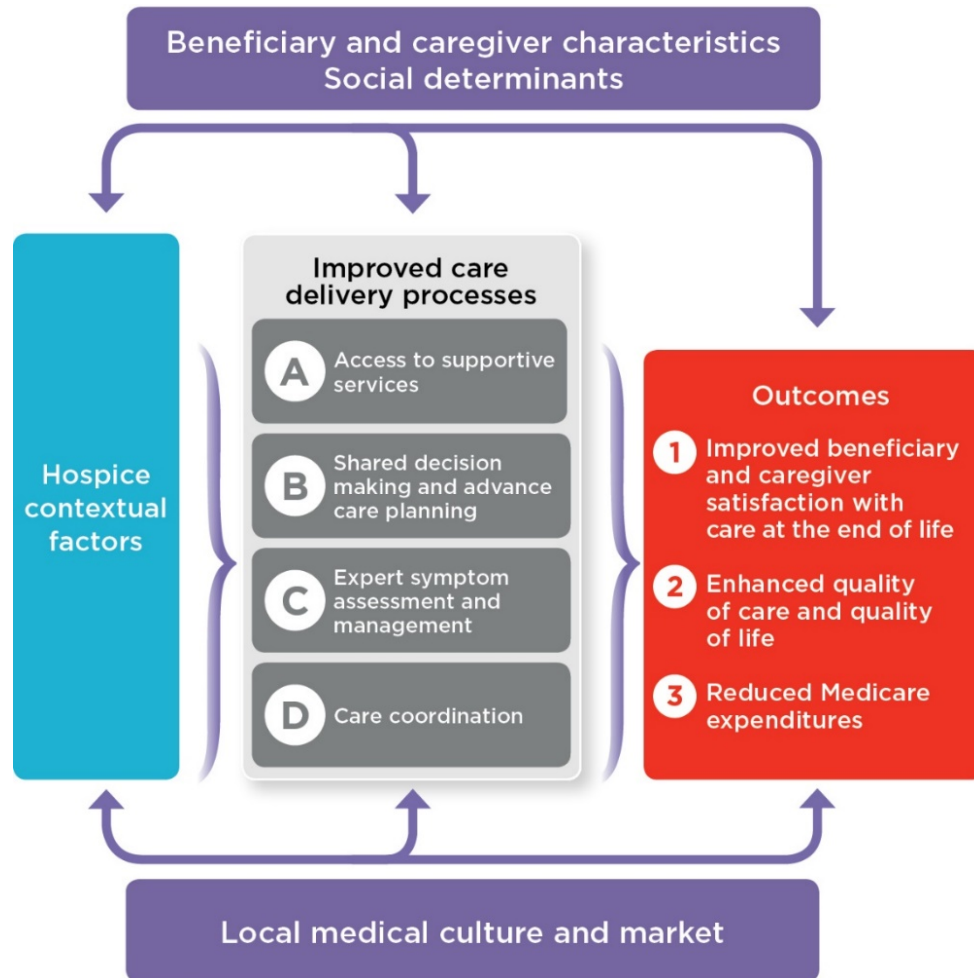 Beneficiary and caregiver characteristics
Social determinants
Hospice
contextual
factors
Improved care
delivery processes
A
Access to supportive
services
B
Shared decision
making and advance
care planning
C
Expert symptom
assessment and
management
D
Care coordination
Outcomes
1
Improved beneficiary
and caregiver
satisfaction with
care at the end of life
2
Enhanced quality
of care and quality
of life
3
Reduced Medicare
expenditures
Local medical culture and market